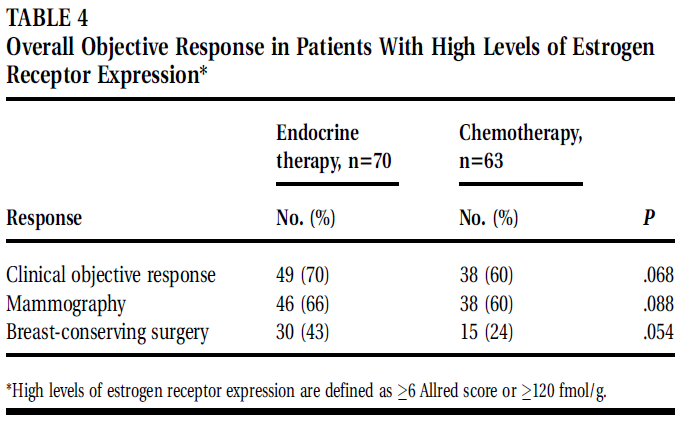 TABLE 4
Overall Objective Response in Patients With High Levels of Estrogen
Receptor Expression*
Endocrine therapy, n=70 Chemotherapy, n=63
Response No. (%) No. (%) P
Clinical objective response 49 (70) 38 (60) .068
Mammography 46 (66) 38 (60) .088
Breast-conserving surgery 30 (43) 15 (24) .054
*High levels of estrogen receptor expression are defined as ≥6 Allred score or ≥120 fmol/g.